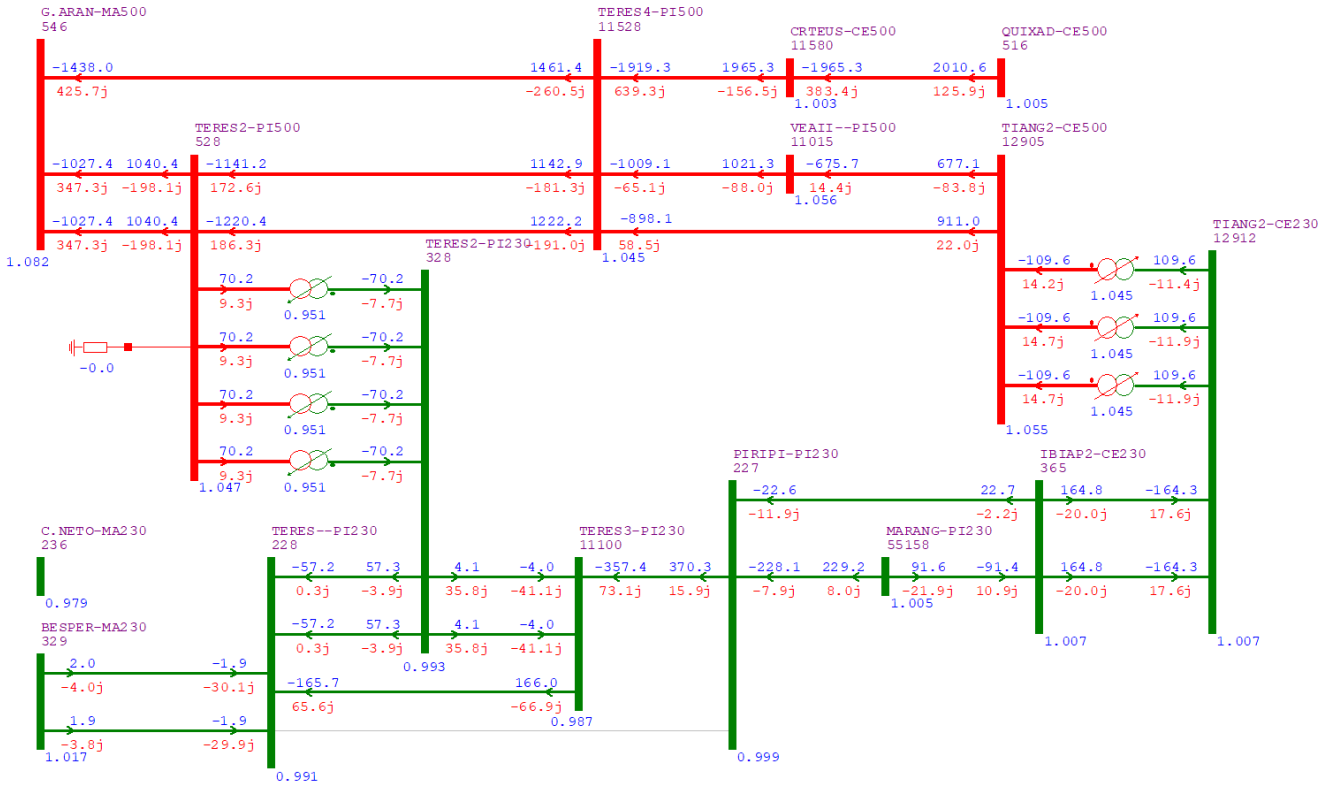 G.ARAN-MA500
546
TERES4-PI500
11528
CRTEUS-CE500
11580
QUIXAD-CE500
516
-1438.0 1461.4 -1919.3 1965.3 -1965.3 2010.6
425.7j -260.5j 639.3j -156.5j 383.4j 125.9j
1.003 1.005
TERES2-PI500
528
VEAII--PI500
11015
TIANG2-CE500
12905
-1027.4 1040.4 -1141.2 1142.9 -1009.1 1021.3 -675.7 677.1
347.3j -198.1j 172.6j -181.3j -65.1j -88.0j 14.4j -83.8j
1.056
-1027.4 1040.4 -1220.4 1222.2 -898.1 911.0
347.3j -198.1j 186.3j -191.0j 58.5j 22.0j
1.082 1.045
TERES2-PI230
328
TIANG2-CE230
12912
-109.6 109.6
14.2j 1.045 -11.4j
70.2 -70.2
9.3j 0.951 -7.7j
-109.6 109.6
14.7j 1.045 -11.9j
70.2 -70.2
9.3j 0.951 -7.7j
-0.0
-109.6 109.6
14.7j 1.045 -11.9j
70.2 -70.2
9.3j 0.951 -7.7j
1.055
70.2 -70.2
9.3j 0.951 -7.7j
1.047
PIRIPI-PI230
227
IBIAP2-CE230
365
-22.6 22.7 164.8 -164.3
-11.9j -2.2j -20.0j 17.6j
C.NETO-MA230
236
0.979
TERES--PI230
228
TERES3-PI230
11100
MARANG-PI230
55158
-57.2 57.3 4.1 -4.0 -357.4 370.3 -228.1 229.2 91.6 -91.4 164.8 -164.3
0.3j -3.9j 35.8j -41.1j 73.1j 15.9j -7.9j 8.0j -21.9j 10.9j -20.0j 17.6j
1.005
BESPER-MA230
329
-57.2 57.3 4.1 -4.0
0.3j -3.9j 35.8j -41.1j
1.007 1.007
2.0 -1.9
-4.0j -30.1j
0.993
-165.7 166.0
65.6j -66.9j
0.987
1.9 -1.9
-3.8j -29.9j
1.017
0.999
0.991